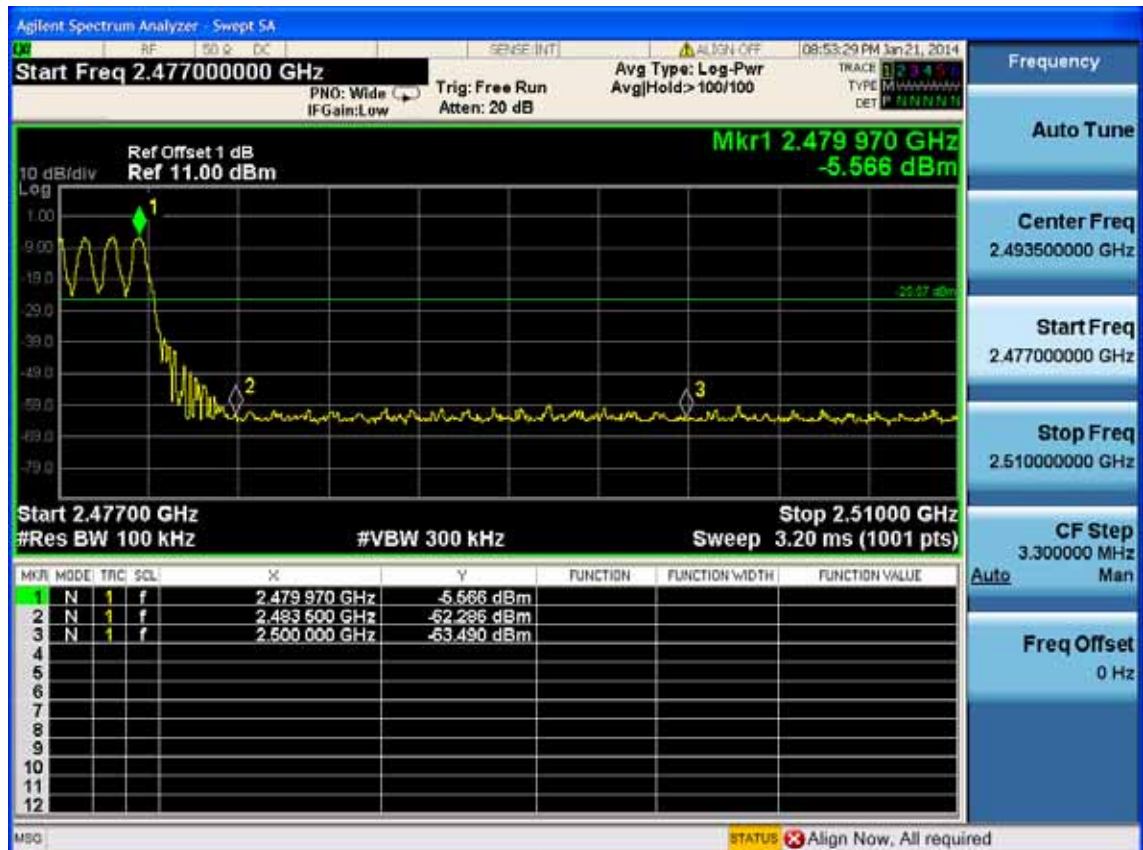 Agilent Spectrum Analyzer - Swept SA
RF 50 Ω DC SENSE:INT ALIGN OFF 08:53:29 PM Jan 21, 2014
Start Freq 2.477000000 GHz
PNO: Wide
IFGain:Low
Trig: Free Run
Atten: 20 dB
Avg Type: Log-Pwr
Avg|Hold:> 100/100
TRACE 1 2 3 4 5 6
TYPE M
DET P N N N N N
Mkr1 2.479 970 GHz
-5.566 dBm
Ref Offset 1 dB
10 dB/div Ref 11.00 dBm
Log
1.00
-9.00
-19.0
-29.0
-39.0
-49.0
-59.0
-69.0
-79.0
1
2
3
Start 2.47700 GHz
Stop 2.51000 GHz
#Res BW 100 kHz
#VBW 300 kHz
Sweep 3.20 ms (1001 pts)
MKR MODE TRC SCL X Y FUNCTION FUNCTION WIDTH FUNCTION VALUE
1 N 1 f 2.479 970 GHz -5.566 dBm
2 N 1 f 2.483 500 GHz -62.286 dBm
3 N 1 f 2.500 000 GHz -63.490 dBm
4
5
6
7
8
9
10
11
12
MSG
STATUS Align Now, All required
Frequency
Auto Tune
Center Freq
2.493500000 GHz
Start Freq
2.477000000 GHz
Stop Freq
2.510000000 GHz
CF Step
3.300000 MHz
Auto Man
Freq Offset
0 Hz